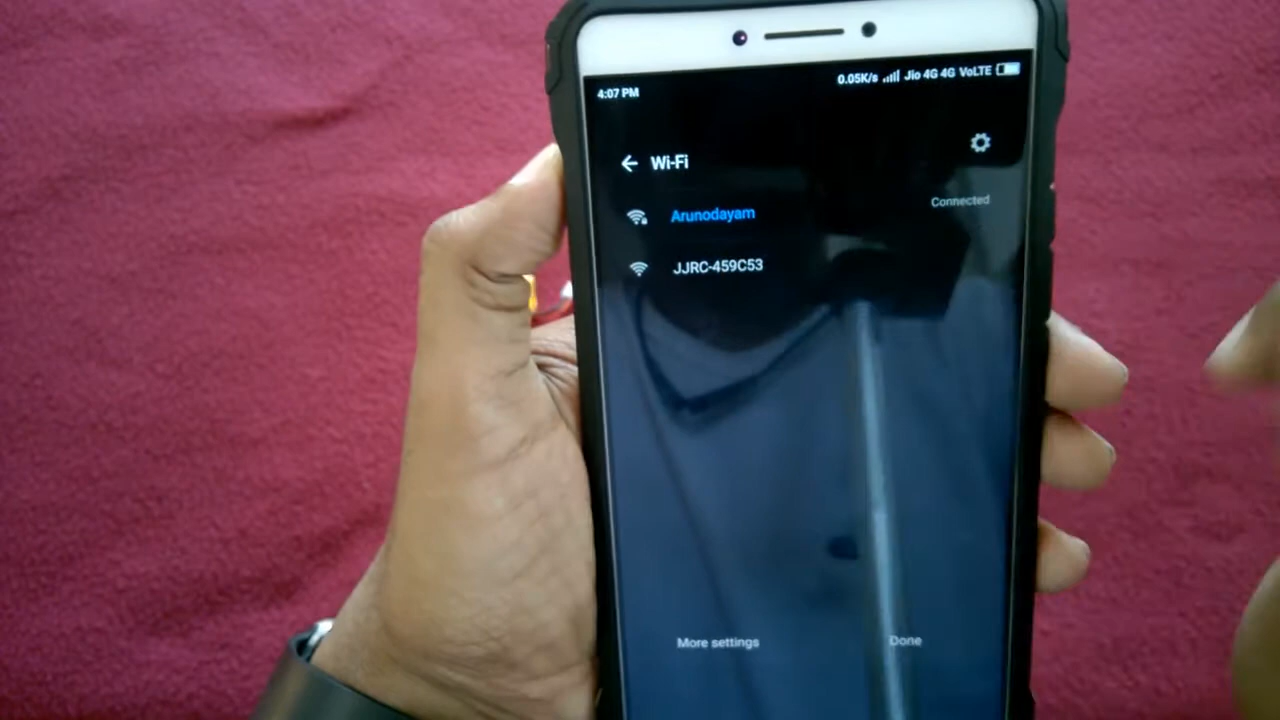 4:07 PM 0.05K/s Jio 4G 4G VoLTE
Wi-Fi
Arunodayam Connected
JJRC-459C53
More settings Done